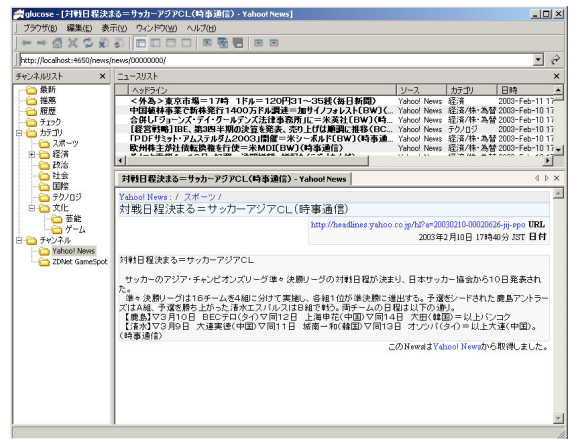 glucose - [対戦日程決まる＝サッカーアジアCL(時事通信) - Yahoo! News]
ブラウザ(B) 編集(E) 表示(V) ウィンドウ(W) ヘルプ(H)
http://localhost:4650/news/news/00000000/
チャンネルリスト
最新
推薦
履歴
チェック
カテゴリ
スポーツ
経済
政治
社会
国際
テクノロジ
文化
芸能
ゲーム
チャンネル
Yahoo! News
ZDNet GameSpot
ニュースリスト
ヘッドライン ソース カテゴリ 日時
＜外為＞東京市場＝17時 1ドル＝120円31～35銭(毎日新聞) Yahoo! News 経済 2003-Feb-11 17
中国植林事業で新株発行1400万ドル調達＝加サイノフォレスト(BW)(... Yahoo! News 経済/株・為替 2003-Feb-10 17
合併し「ジョーンズ・デイ・ゴールデンズ法律事務所」に＝米英社(BW)(時... Yahoo! News 経済/株・為替 2003-Feb-10 17
【経営戦略】IBE、第3四半期の決算を発表、売り上げは順調に推移(BC... Yahoo! News テクノロジ 2003-Feb-10 17
「PDFサミット・アムステルダム2003」開催＝米シーボルド(BW)(時事通... Yahoo! News 経済/株・為替 2003-Feb-10 17
欧州株主が社債転換権を行使＝米MDI(BW)(時事通信) Yahoo! News 経済/株・為替 2003-Feb-10 17
対戦日程決まる＝サッカーアジアCL(時事通信) - Yahoo! News
Yahoo! News : / スポーツ /
対戦日程決まる＝サッカーアジアCL(時事通信)
http://headlines.yahoo.co.jp/hl?a=20030210-00020626-jij-spo URL
2003年2月10日 17時40分 JST 日付
対戦日程決まる＝サッカーアジアCL
サッカーのアジア・チャンピオンズリーグ準々決勝リーグの対戦日程が決まり、日本サッカー協会から10日発表され
た。
準々決勝リーグは16チームを4組に分けて実施し、各組1位が準決勝に進出する。予選をシードされた鹿島アントラー
ズはA組、予選を勝ち上がった清水エスパルスはB組で戦う。両チームの日程は以下の通り。
【鹿島】▽3月10日 BECテロ(タイ)▽同12日 上海申花(中国)▽同14日 大田(韓国)＝以上バンコク
【清水】▽3月9日 大連実徳(中国)▽同11日 城南一和(韓国)▽同13日 オソッパ(タイ)＝以上大連(中国)。
(時事通信)
このNewsはYahoo! Newsから取得しました。